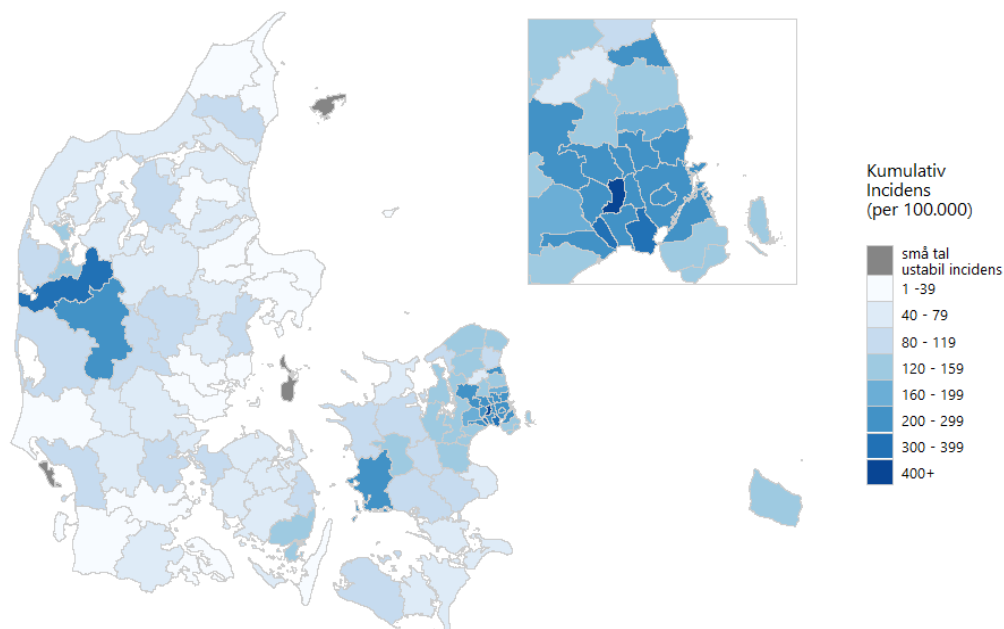 Kumulativ
Incidens
(per 100.000)
små tal
ustabil incidens
1 -39
40 - 79
80 - 119
120 - 159
160 - 199
200 - 299
300 - 399
400+